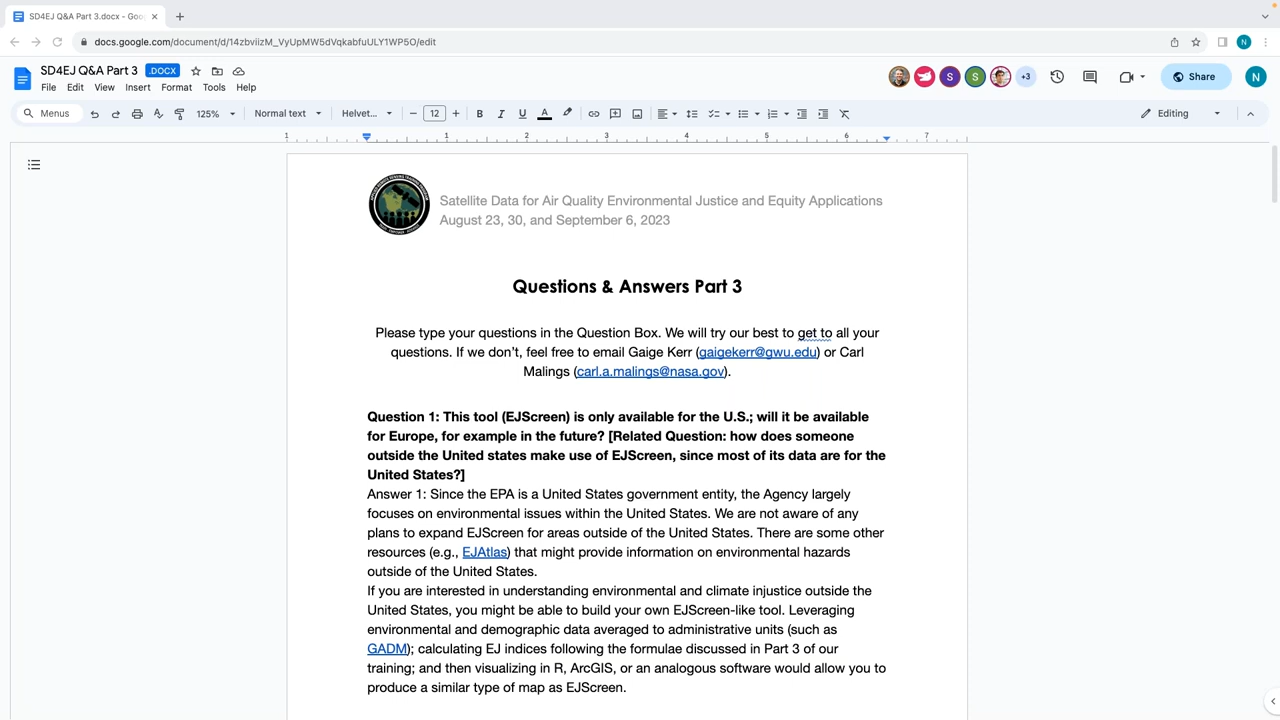 SD4EJ Q&A Part 3.docx - Goo
docs.google.com/document/d/14zbviizM_VyUpMW5dVqkabfuULY1WP5O/edit
N
SD4EJ Q&A Part 3 .DOCX
File Edit View Insert Format Tools Help
S S +3 Share N
Menus 125% Normal text Helvet... 12 B I U A Editing
1 1 2 3 4 5 6 7
Satellite Data for Air Quality Environmental Justice and Equity Applications
August 23, 30, and September 6, 2023
Questions & Answers Part 3
Please type your questions in the Question Box. We will try our best to get to all your
questions. If we don't, feel free to email Gaige Kerr (gaigekerr@gwu.edu) or Carl
Malings (carl.a.malings@nasa.gov).
Question 1: This tool (EJScreen) is only available for the U.S.; will it be available
for Europe, for example in the future? [Related Question: how does someone
outside the United states make use of EJScreen, since most of its data are for the
United States?]
Answer 1: Since the EPA is a United States government entity, the Agency largely
focuses on environmental issues within the United States. We are not aware of any
plans to expand EJScreen for areas outside of the United States. There are some other
resources (e.g., EJAtlas) that might provide information on environmental hazards
outside of the United States.
If you are interested in understanding environmental and climate injustice outside the
United States, you might be able to build your own EJScreen-like tool. Leveraging
environmental and demographic data averaged to administrative units (such as
GADM); calculating EJ indices following the formulae discussed in Part 3 of our
training; and then visualizing in R, ArcGIS, or an analogous software would allow you to
produce a similar type of map as EJScreen.